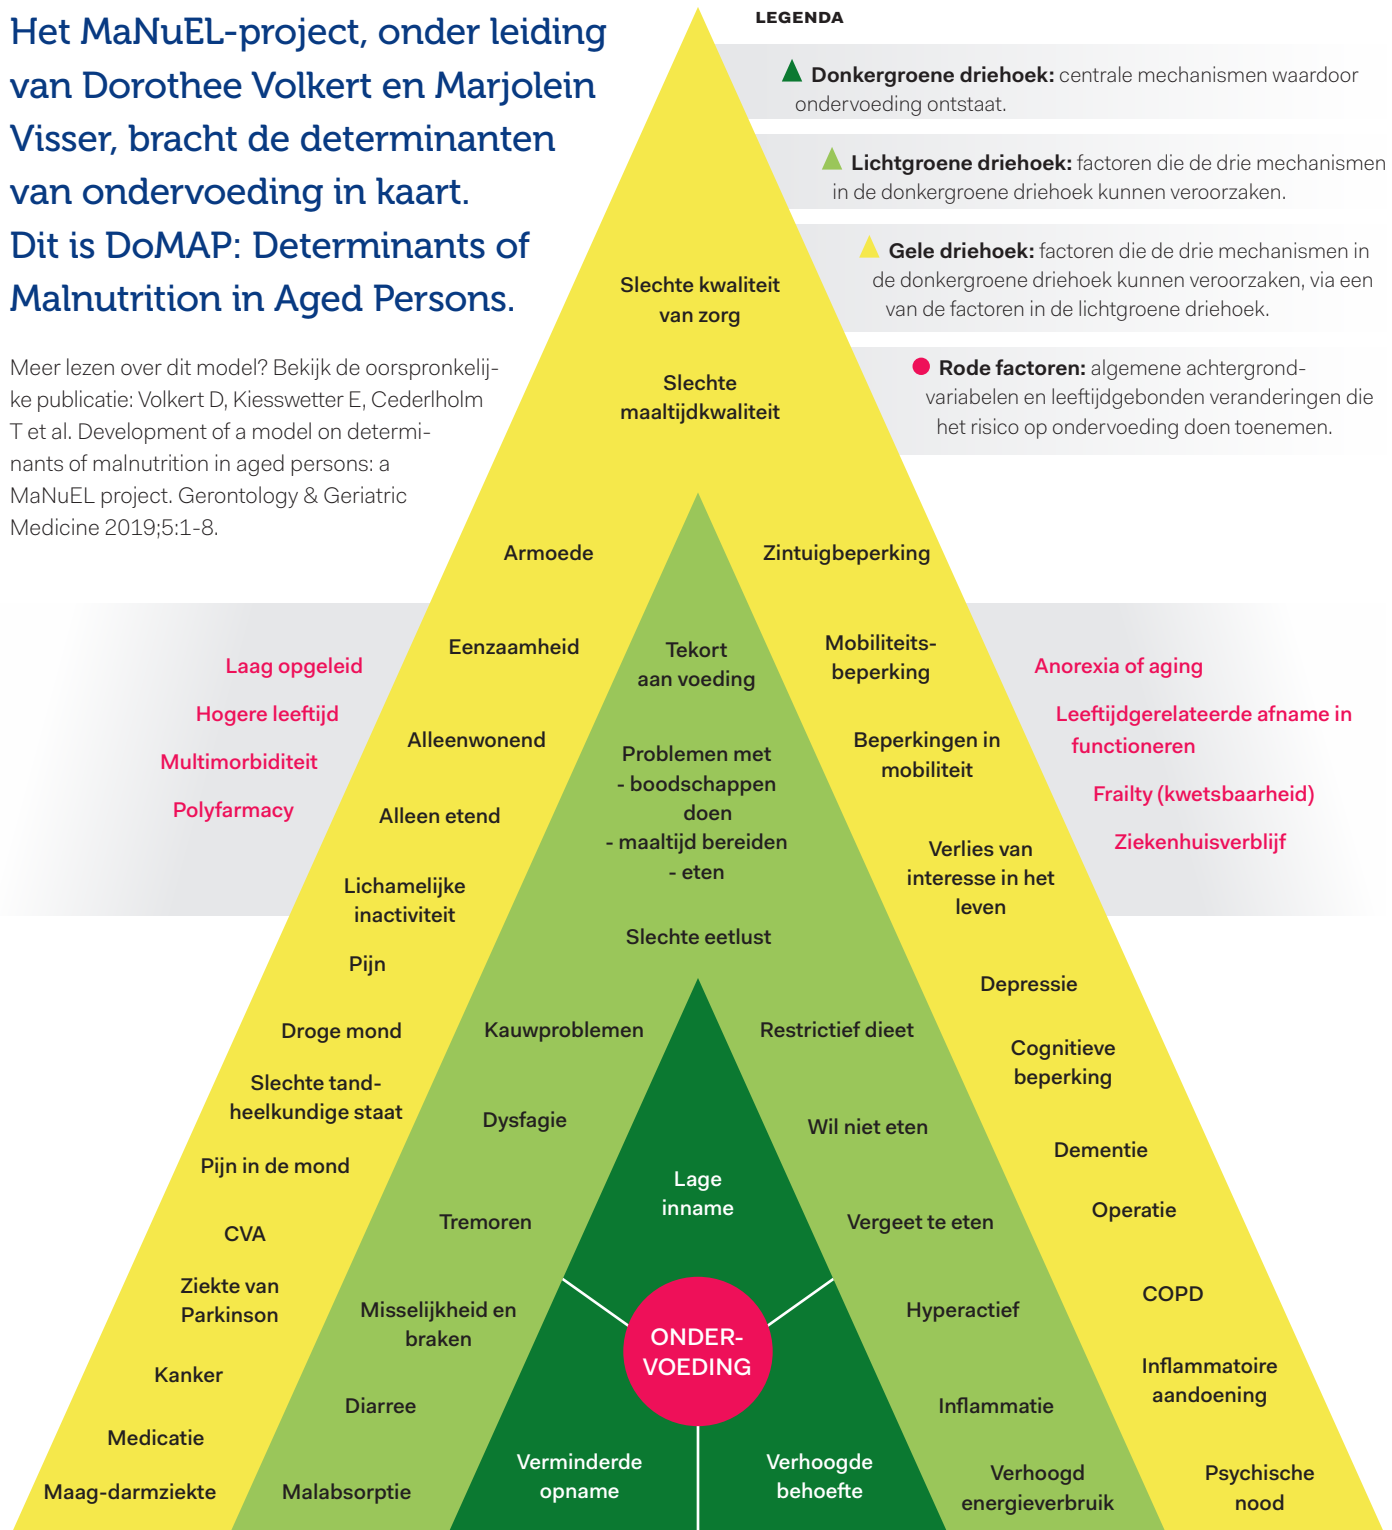 Het MaNuEL-project, onder leiding
van Dorothee Volkert en Marjolein
Visser, bracht de determinanten
van ondervoeding in kaart.
Dit is DoMAP: Determinants of
Malnutrition in Aged Persons.
Meer lezen over dit model? Bekijk de oorspronkelij-
ke publicatie: Volkert D, Kiesswetter E, Cederlholm
T et al. Development of a model on determi-
nants of malnutrition in aged persons: a
MaNuEL project. Gerontology & Geriatric
Medicine 2019;5:1-8.
LEGENDA
Donkergroene driehoek: centrale mechanismen waardoor
ondervoeding ontstaat.
Lichtgroene driehoek: factoren die de drie mechanismen
in de donkergroene driehoek kunnen veroorzaken.
Gele driehoek: factoren die de drie mechanismen in
de donkergroene driehoek kunnen veroorzaken, via een
van de factoren in de lichtgroene driehoek.
Rode factoren: algemene achtergrond-
variabelen en leeftijdgebonden veranderingen die
het risico op ondervoeding doen toenemen.
Laag opgeleid
Hogere leeftijd
Multimorbiditeit
Polyfarmacy
Slechte kwaliteit
van zorg
Slechte
maaltijdkwaliteit
Armoede
Eenzaamheid
Alleenwonend
Alleen etend
Lichamelijke
inactiviteit
Pijn
Droge mond
Slechte tand-
heelkundige staat
Pijn in de mond
CVA
Ziekte van
Parkinson
Kanker
Medicatie
Maag-darmziekte
Tekort
aan voeding
Problemen met
- boodschappen
doen
- maaltijd bereiden
- eten
Slechte eetlust
Kauwproblemen
Dysfagie
Tremoren
Misselijkheid en
braken
Diarree
Malabsorptie
Lage
inname
ONDER-
VOEDING
Verminderde
opname
Verhoogde
behoefte
Restrictief dieet
Wil niet eten
Vergeet te eten
Hyperactief
Inflammatie
Verhoogd
energieverbruik
Zintuigbeperking
Mobiliteits-
beperking
Beperkingen in
mobiliteit
Verlies van
interesse in het
leven
Depressie
Cognitieve
beperking
Dementie
Operatie
COPD
Inflammatoire
aandoening
Psychische
nood
Anorexia of aging
Leeftijdgerelateerde afname in
functioneren
Frailty (kwetsbaarheid)
Ziekenhuisverblijf